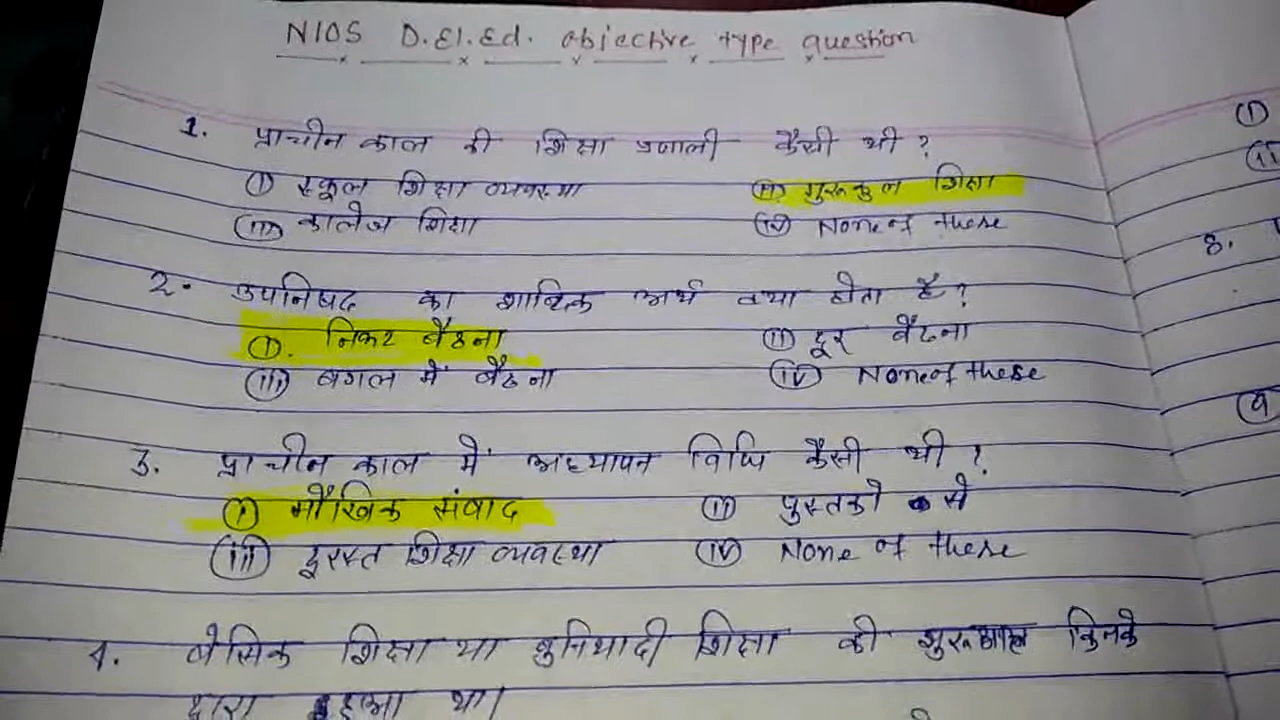 NIOS D.El.Ed. objective type question
1. प्राचीन काल की शिक्षा प्रणाली कैसी थी ?
(i) स्कूल शिक्षा व्यवस्था (ii) गुरुकुल शिक्षा
(iii) कालेज शिक्षा (iv) None of these
2. उपनिषद का शाब्दिक अर्थ क्या होता है ?
(i). निकट बैठना (ii) दूर बैठना
(iii) बगल में बैठना (iv) None of these
3. प्राचीन काल में अध्यापन विधि कैसी थी ?
(i) मौखिक संवाद (ii) पुस्तको से
(iii) दूरस्त शिक्षा व्यवस्था (iv) None of these
4. बेसिक शिक्षा या बुनियादी शिक्षा की शुरूआत किनके
द्वारा हुआ था।
(i)
(ii)
8.